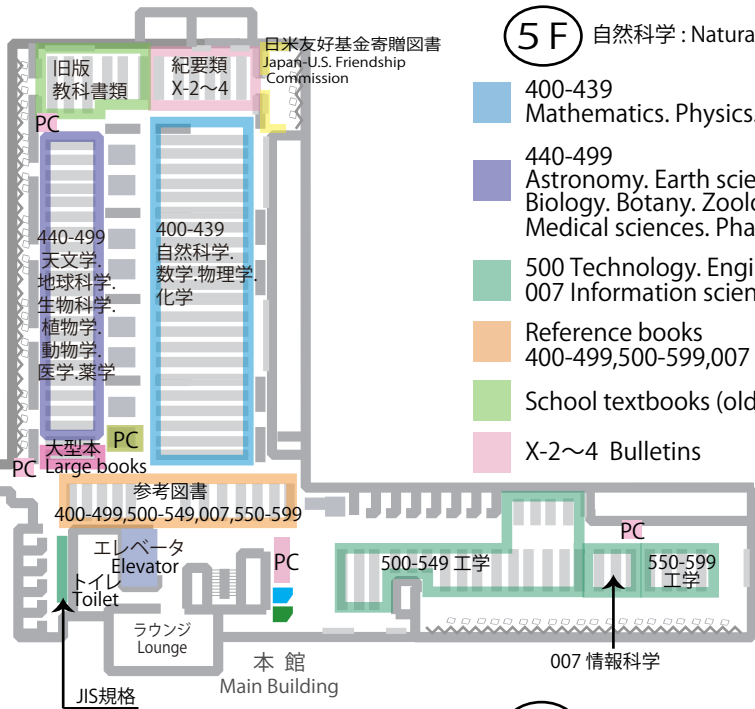 日米友好基金寄贈図書
Japan-U.S. Friendship
Commission
旧版
教科書類
紀要類
X-2～4
PC
440-499
天文学.
地球科学.
生物科学.
植物学.
動物学.
医学.薬学
400-439
自然科学.
数学.物理学.
化学
PC
大型本
Large books
PC
参考図書
400-499,500-549,007,550-599
エレベータ
Elevator
トイレ
Toilet
PC
ラウンジ
Lounge
本 館
Main Building
JIS規格
500-549 工学
PC
550-599
工学
007 情報科学
5 F
自然科学 : Natura
400-439
Mathematics. Physics.
440-499
Astronomy. Earth scie
Biology. Botany. Zoolo
Medical sciences. Pha
500 Technology. Engi
007 Information scien
Reference books
400-499,500-599,007
School textbooks (old
X-2～4 Bulletins